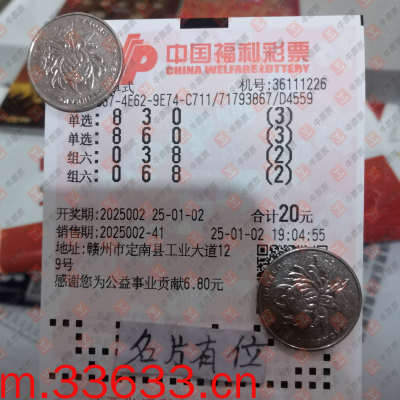 中国福利彩票
CHINA WELFARE LOTTERY
单式 机号:36111226
87-4E62-9E74-C711/71793867/D4559
单选: 8 3 0 (3)
单选: 8 6 0 (3)
组六: 0 3 8 (2)
组六: 0 6 8 (2)
开奖期:2025002 25-01-02 合计20元
销售期:2025002-41 25-01-02 19:04:55
地址:赣州市定南县工业大道12
9号
感谢您为公益事业贡献6.80元
名片有位
m.33633.cn